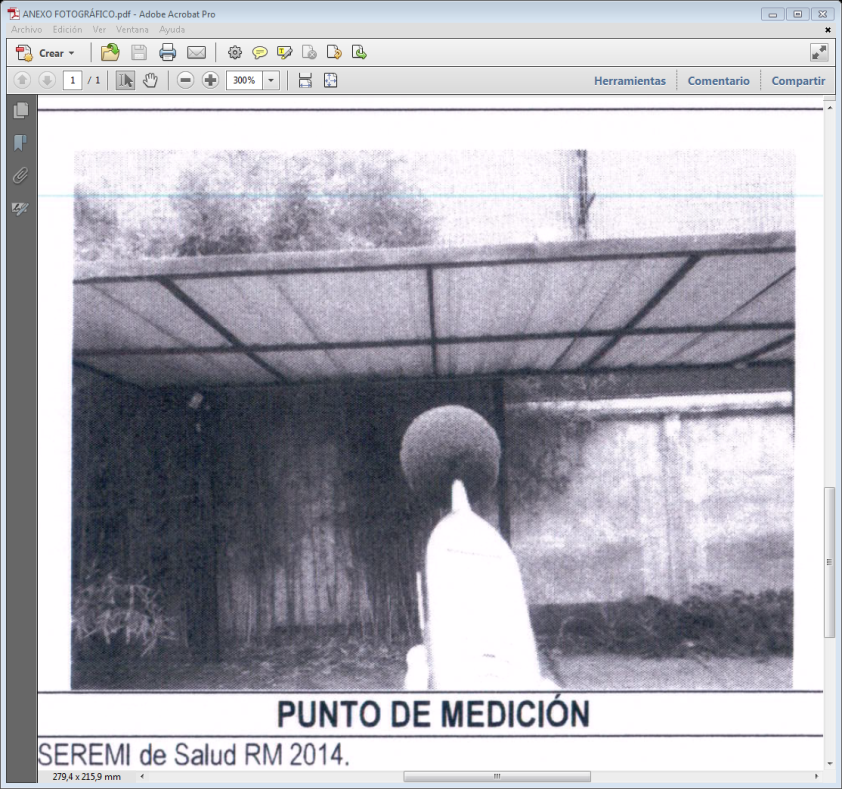 ANEXO FOTOGRÁFICO.pdf - Adobe Acrobat Pro
Archivo Edición Ver Ventana Ayuda
Crear
1 / 1 300% Herramientas Comentario Compartir
PUNTO DE MEDICIÓN
SEREMI de Salud RM 2014.
279,4 x 215,9 mm